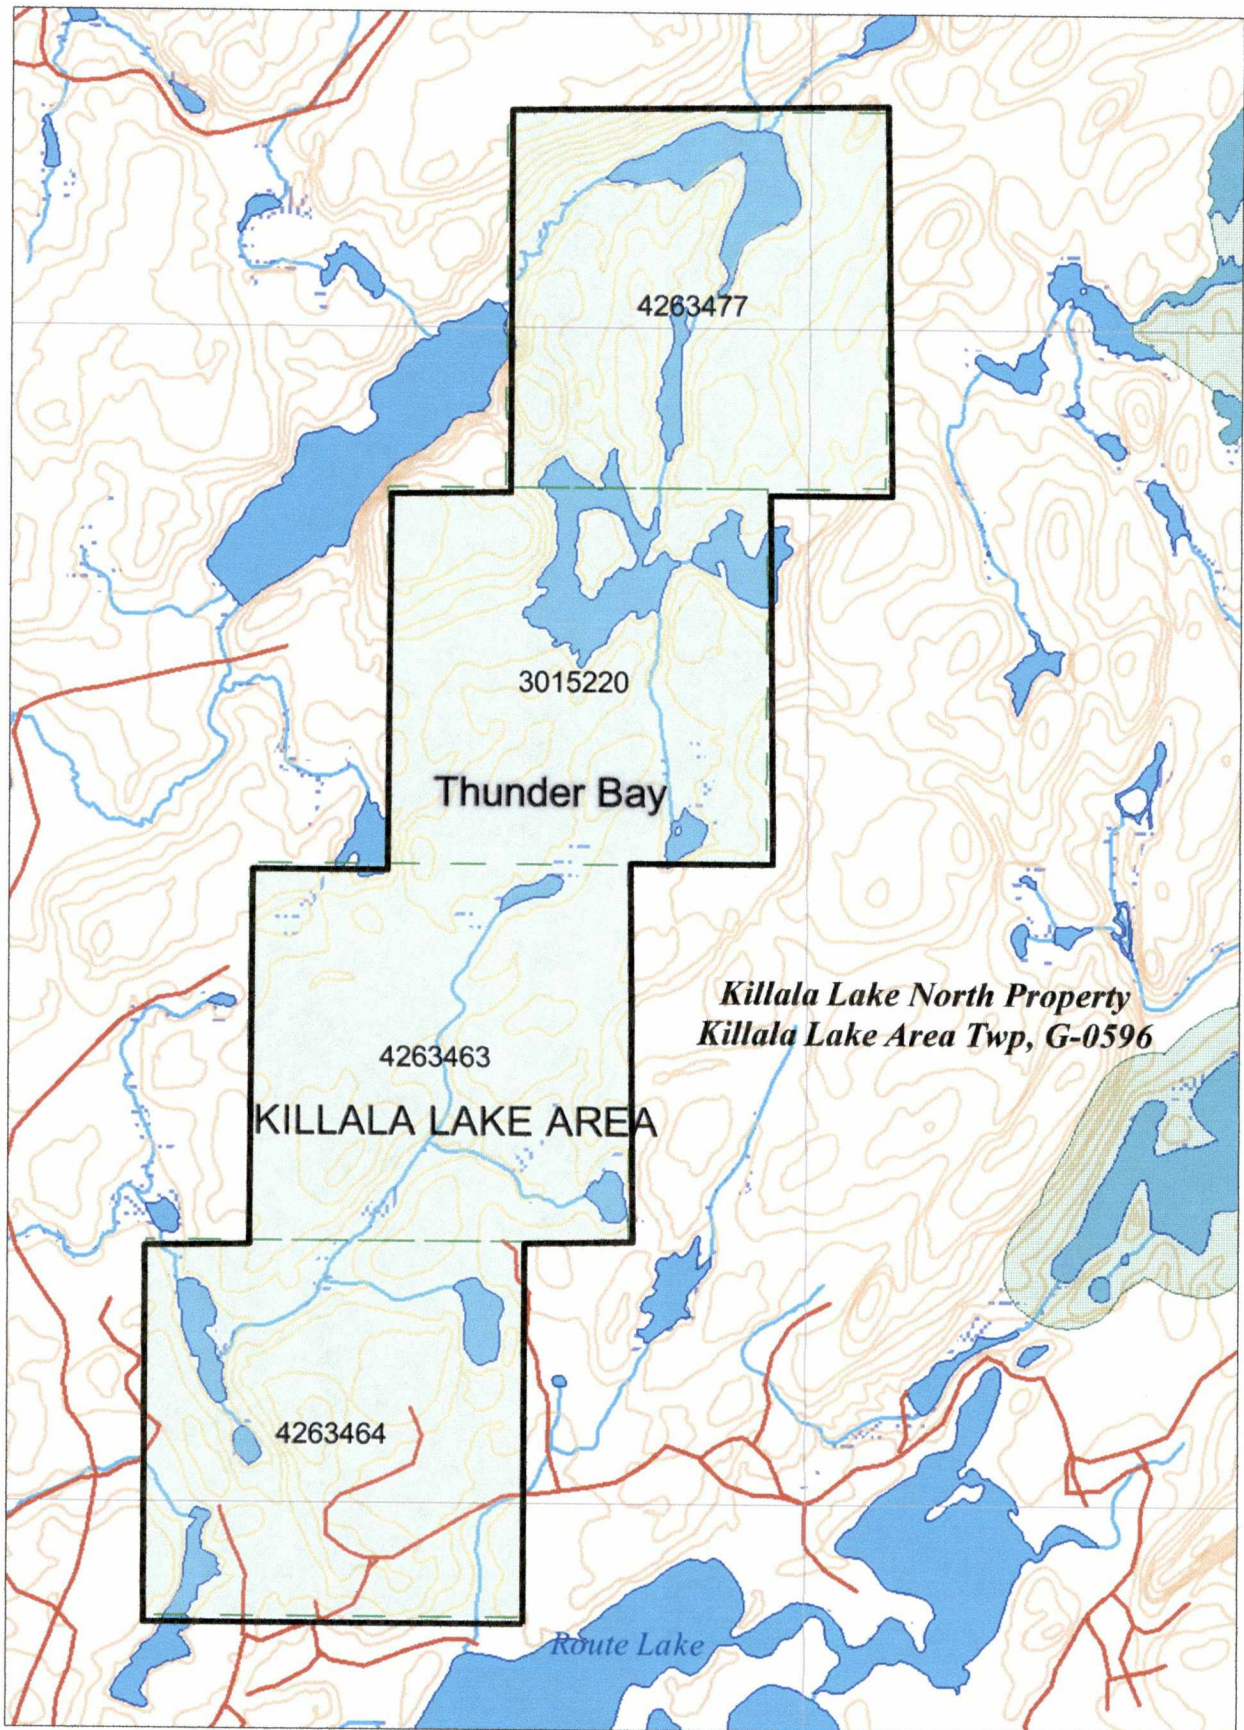 4263477
3015220
Thunder Bay
Killala Lake North Property
Killala Lake Area Twp, G-0596
4263463
KILLALA LAKE AREA
4263464
Route Lake